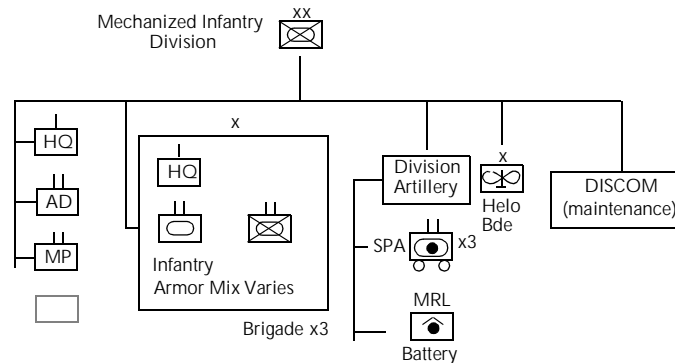 Mechanized Infantry
Division
xx
HQ
AD
MP
x
HQ
Infantry
Armor Mix Varies
Brigade x3
Division
Artillery
SPA
x3
MRL
Battery
x
Helo
Bde
DISCOM
(maintenance)